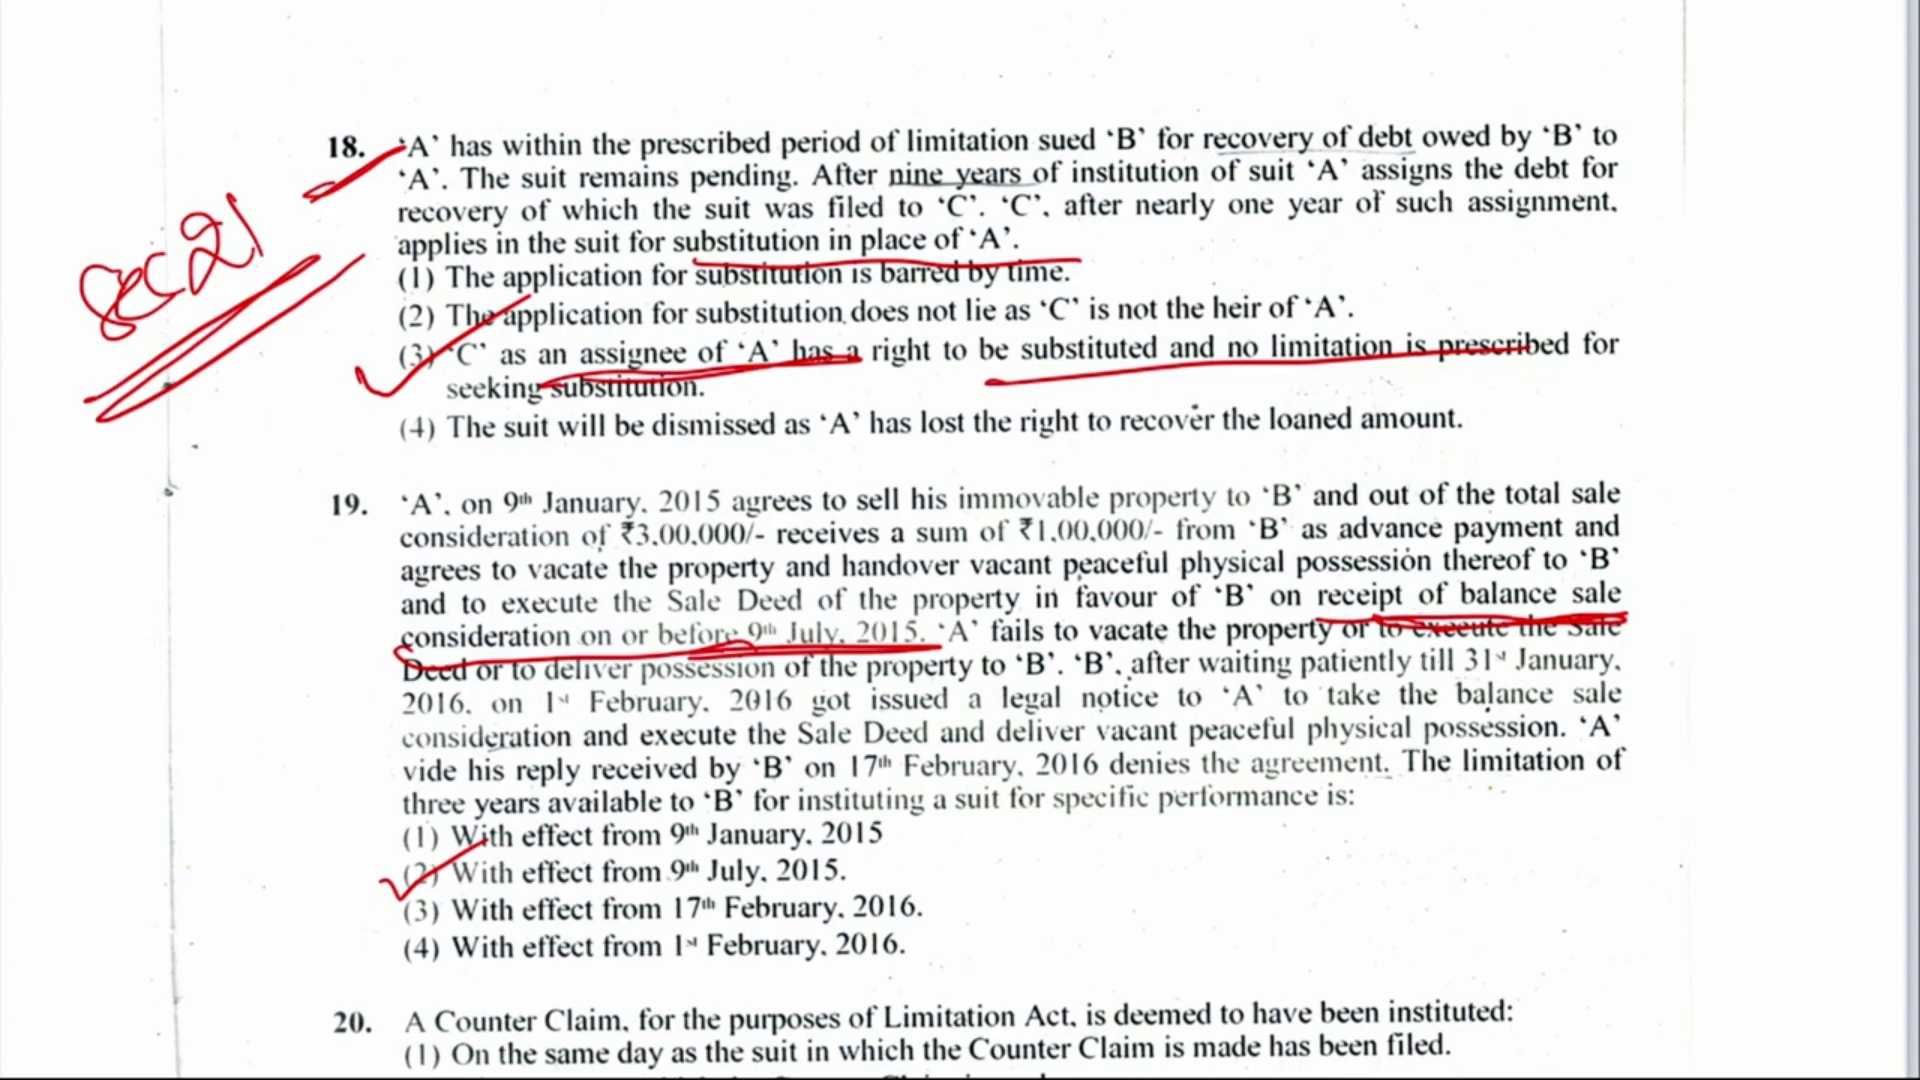 18. ‘A’ has within the prescribed period of limitation sued ‘B’ for recovery of debt owed by ‘B’ to
‘A’. The suit remains pending. After nine years of institution of suit ‘A’ assigns the debt for
recovery of which the suit was filed to ‘C’. ‘C’, after nearly one year of such assignment,
applies in the suit for substitution in place of ‘A’.
(1) The application for substitution is barred by time.
(2) The application for substitution does not lie as ‘C’ is not the heir of ‘A’.
(3) ‘C’ as an assignee of ‘A’ has a right to be substituted and no limitation is prescribed for
seeking substitution.
(4) The suit will be dismissed as ‘A’ has lost the right to recover the loaned amount.
Sec 21
19. ‘A’, on 9th January, 2015 agrees to sell his immovable property to ‘B’ and out of the total sale
consideration of ₹3,00,000/- receives a sum of ₹1,00,000/- from ‘B’ as advance payment and
agrees to vacate the property and handover vacant peaceful physical possession thereof to ‘B’
and to execute the Sale Deed of the property in favour of ‘B’ on receipt of balance sale
consideration on or before 9th July, 2015. ‘A’ fails to vacate the property or to execute the Sale
Deed or to deliver possession of the property to ‘B’. ‘B’, after waiting patiently till 31st January,
2016, on 1st February, 2016 got issued a legal notice to ‘A’ to take the balance sale
consideration and execute the Sale Deed and deliver vacant peaceful physical possession. ‘A’
vide his reply received by ‘B’ on 17th February, 2016 denies the agreement. The limitation of
three years available to ‘B’ for instituting a suit for specific performance is:
(1) With effect from 9th January, 2015
(2) With effect from 9th July, 2015.
(3) With effect from 17th February, 2016.
(4) With effect from 1st February, 2016.
20. A Counter Claim, for the purposes of Limitation Act, is deemed to have been instituted:
(1) On the same day as the suit in which the Counter Claim is made has been filed.